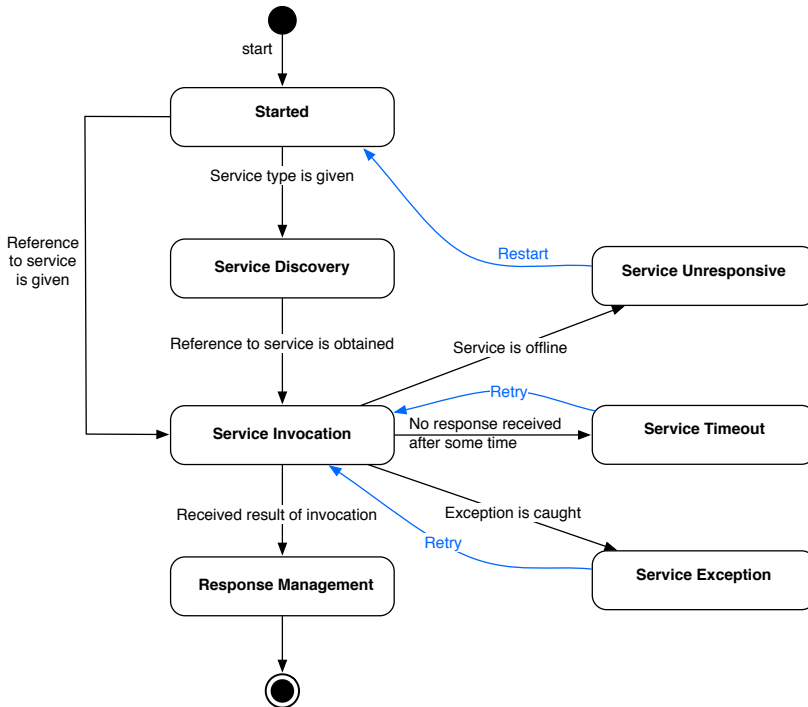 start
Started
Service type is given
Reference
to service
is given
Service Discovery
Restart
Service Unresponsive
Reference to service is obtained
Service is offline
Retry
Service Invocation
No response received
after some time
Service Timeout
Received result of invocation
Exception is caught
Retry
Response Management
Service Exception